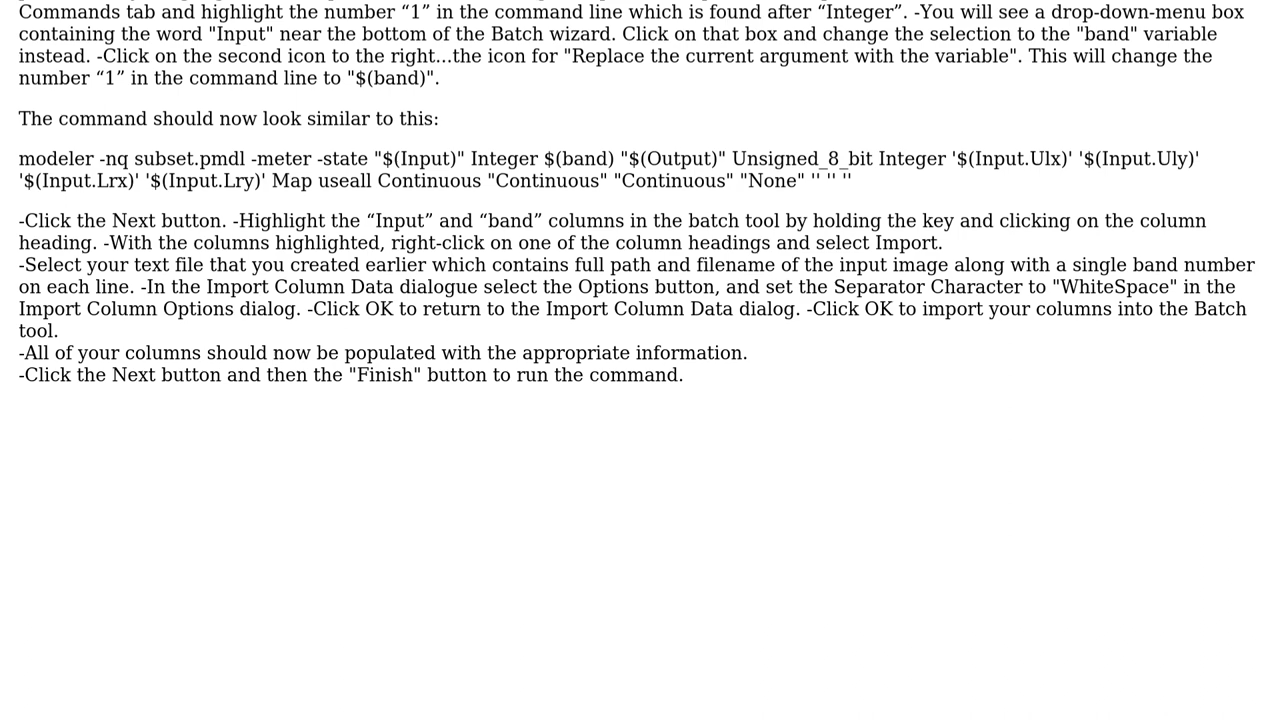 Commands tab and highlight the number “1” in the command line which is found after “Integer”. -You will see a drop-down-menu box
containing the word "Input" near the bottom of the Batch wizard. Click on that box and change the selection to the "band" variable
instead. -Click on the second icon to the right...the icon for "Replace the current argument with the variable". This will change the
number “1” in the command line to "$(band)".
The command should now look similar to this:
modeler -nq subset.pmdl -meter -state "$(Input)" Integer $(band) "$(Output)" Unsigned_8_bit Integer '$(Input.Ulx)' '$(Input.Uly)'
'$(Input.Lrx)' '$(Input.Lry)' Map useall Continuous "Continuous" "Continuous" "None" '' '' ''
-Click the Next button. -Highlight the “Input” and “band” columns in the batch tool by holding the key and clicking on the column
heading. -With the columns highlighted, right-click on one of the column headings and select Import.
-Select your text file that you created earlier which contains full path and filename of the input image along with a single band number
on each line. -In the Import Column Data dialogue select the Options button, and set the Separator Character to "WhiteSpace" in the
Import Column Options dialog. -Click OK to return to the Import Column Data dialog. -Click OK to import your columns into the Batch
tool.
-All of your columns should now be populated with the appropriate information.
-Click the Next button and then the "Finish" button to run the command.